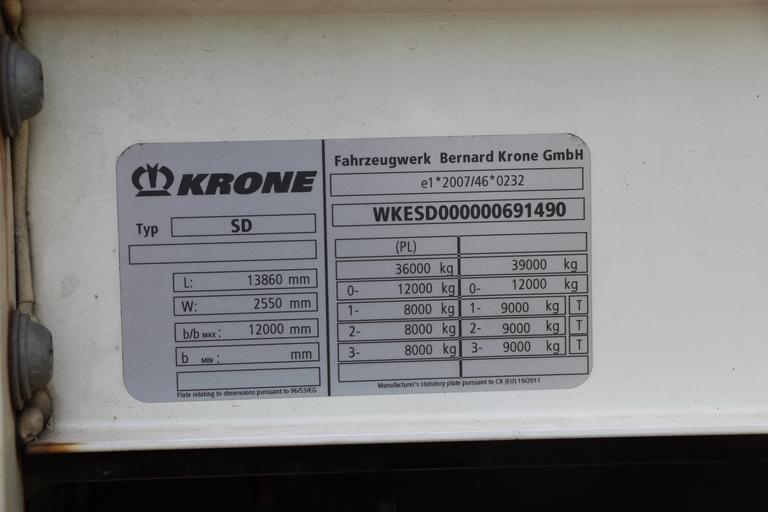 KRONE
Typ SD
L: 13860 mm
W: 2550 mm
b/b MAX: 12000 mm
b MIN: mm
Plate relating to dimensions pursuant to 96/53/EG
Fahrzeugwerk Bernard Krone GmbH
e1*2007/46*0232
WKESD000000691490
(PL)
36000 kg 39000 kg
0- 12000 kg 0- 12000 kg
1- 8000 kg 1- 9000 kg T
2- 8000 kg 2- 9000 kg T
3- 8000 kg 3- 9000 kg T
Manufacturer's statutory plate pursuant to CR (EU) 19/2011